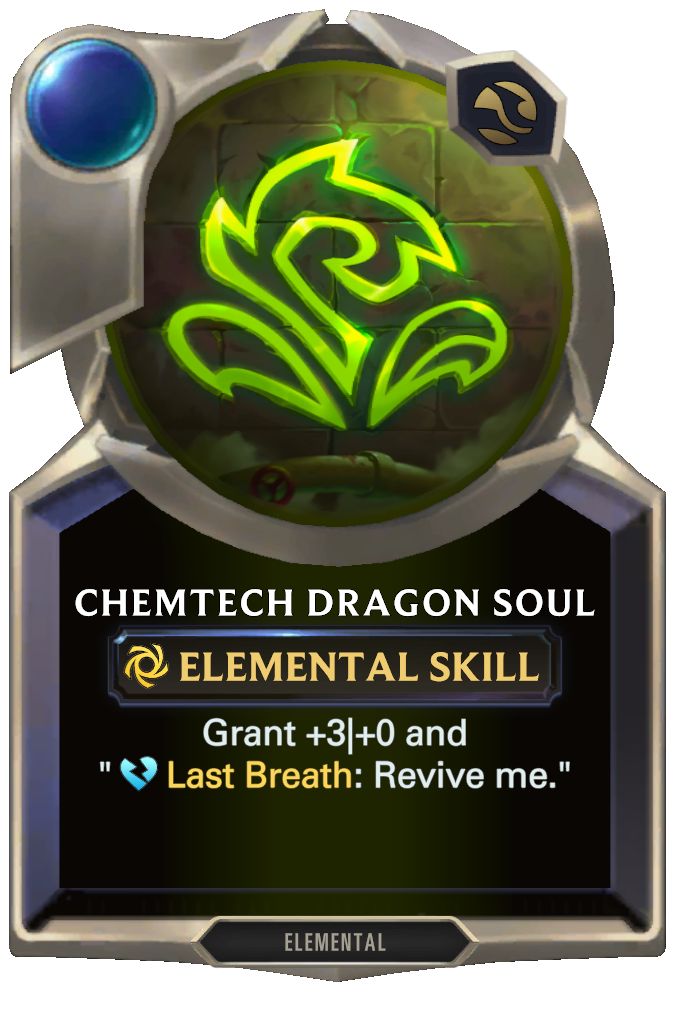 CHEMTECH DRAGON SOUL
ELEMENTAL SKILL
Grant +3|+0 and
" Last Breath: Revive me."
ELEMENTAL